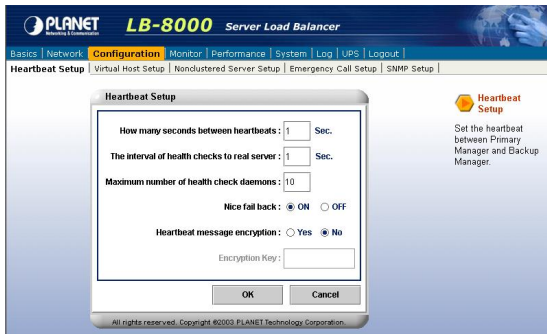 PLANET
Networking & Communication
LB-8000 Server Load Balancer
Basics | Network | Configuration | Monitor | Performance | System | Log | UPS | Logout |
Heartbeat Setup | Virtual Host Setup | Nonclustered Server Setup | Emergency Call Setup | SNMP Setup |
Heartbeat Setup
How many seconds between heartbeats : 1 Sec.
The interval of health checks to real server : 1 Sec.
Maximum number of health check daemons : 10
Nice fail back : ON OFF
Heartbeat message encryption : Yes No
Encryption Key :
OK Cancel
All rights reserved. Copyright ©2003 PLANET Technology Corporation.
Heartbeat
Setup
Set the heartbeat
between Primary
Manager and Backup
Manager.